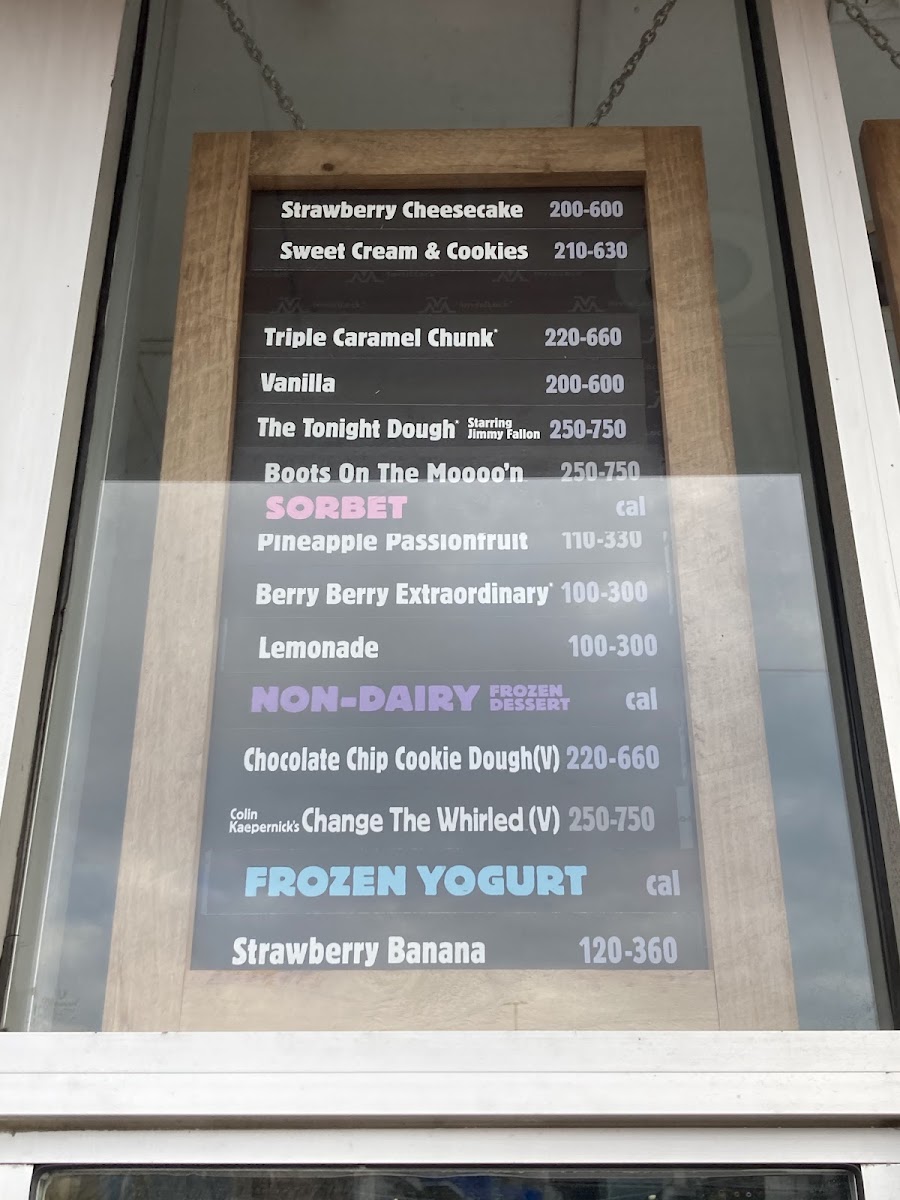 Strawberry Cheesecake 200-600
Sweet Cream & Cookies 210-630
Triple Caramel Chunk* 220-660
Vanilla 200-600
The Tonight Dough* Starring Jimmy Fallon 250-750
Boots On The Moooo'n 250-750
SORBET cal
Pineapple Passionfruit 110-330
Berry Berry Extraordinary* 100-300
Lemonade 100-300
NON-DAIRY FROZEN DESSERT cal
Chocolate Chip Cookie Dough(V) 220-660
Colin Kaepernick's Change The Whirled (V) 250-750
FROZEN YOGURT cal
Strawberry Banana 120-360